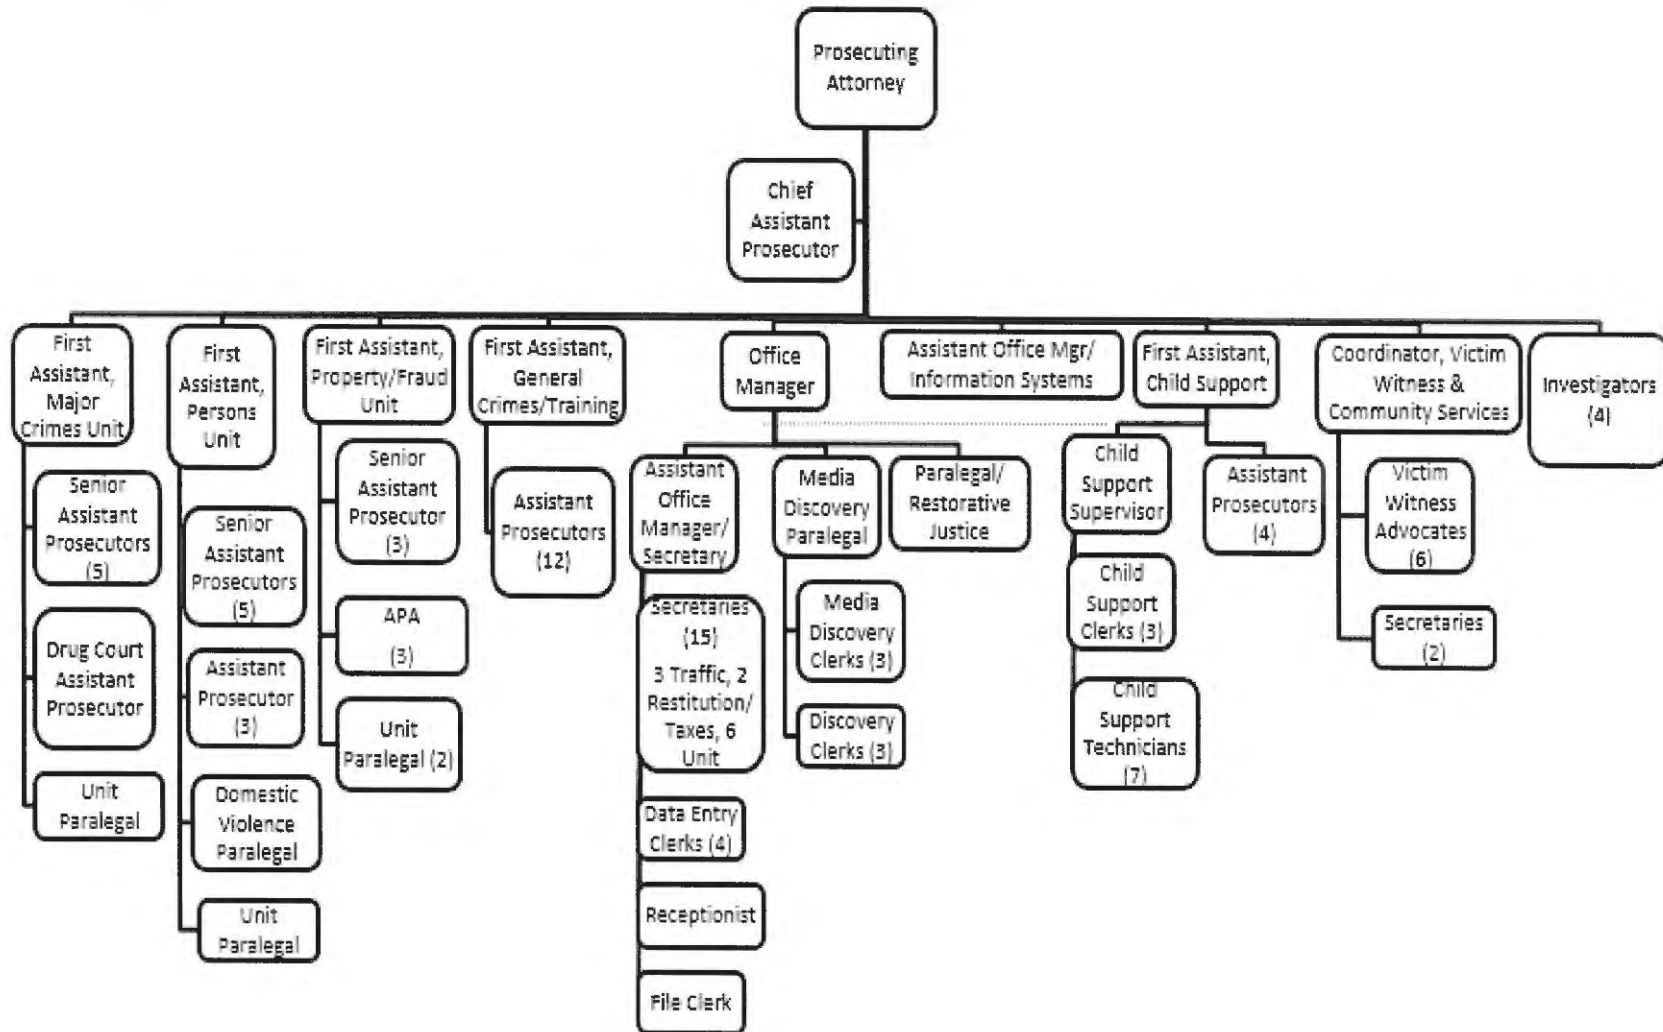 Prosecuting
Attorney
Chief
Assistant
Prosecutor
First
Assistant,
Major
Crimes Unit
First
Assistant,
Persons
Unit
First Assistant,
Property/Fraud
Unit
First Assistant,
General
Crimes/Training
Office
Manager
Assistant Office Mgr/
Information Systems
First Assistant,
Child Support
Coordinator, Victim
Witness &
Community Services
Investigators
(4)
Senior
Assistant
Prosecutors
(5)
Drug Court
Assistant
Prosecutor
Unit
Paralegal
Senior
Assistant
Prosecutors
(5)
Assistant
Prosecutor
(3)
Domestic
Violence
Paralegal
Unit
Paralegal
Senior
Assistant
Prosecutor
(3)
APA
(3)
Unit
Paralegal (2)
Assistant
Prosecutors
(12)
Assistant
Office
Manager/
Secretary
Secretaries
(15)
3 Traffic, 2
Restitution/
Taxes, 6
Unit
Data Entry
Clerks (4)
Receptionist
File Clerk
Media
Discovery
Paralegal
Media
Discovery
Clerks (3)
Discovery
Clerks (3)
Paralegal/
Restorative
Justice
Child
Support
Supervisor
Child
Support
Clerks (3)
Child
Support
Technicians
(7)
Assistant
Prosecutors
(4)
Victim
Witness
Advocates
(6)
Secretaries
(2)